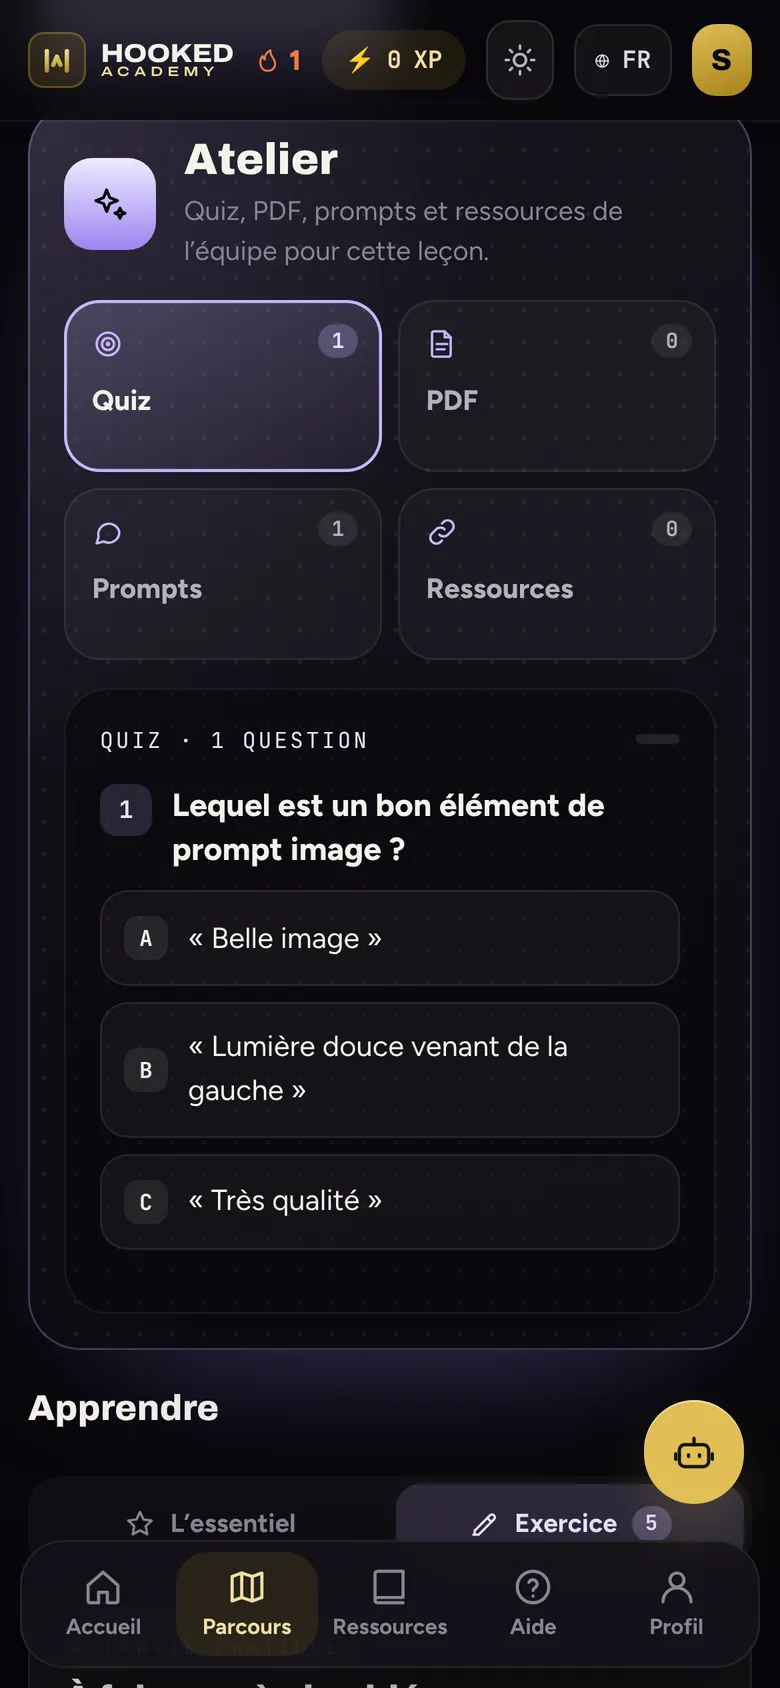 HOOKED
ACADEMY
1
0 XP
FR
S
Atelier
Quiz, PDF, prompts et ressources de
l’équipe pour cette leçon.
1
Quiz
0
PDF
1
Prompts
0
Ressources
QUIZ · 1 QUESTION
1
Lequel est un bon élément de
prompt image ?
A
« Belle image »
B
« Lumière douce venant de la
gauche »
C
« Très qualité »
Apprendre
L’essentiel
Exercice 5
Accueil
Parcours
Ressources
Aide
Profil